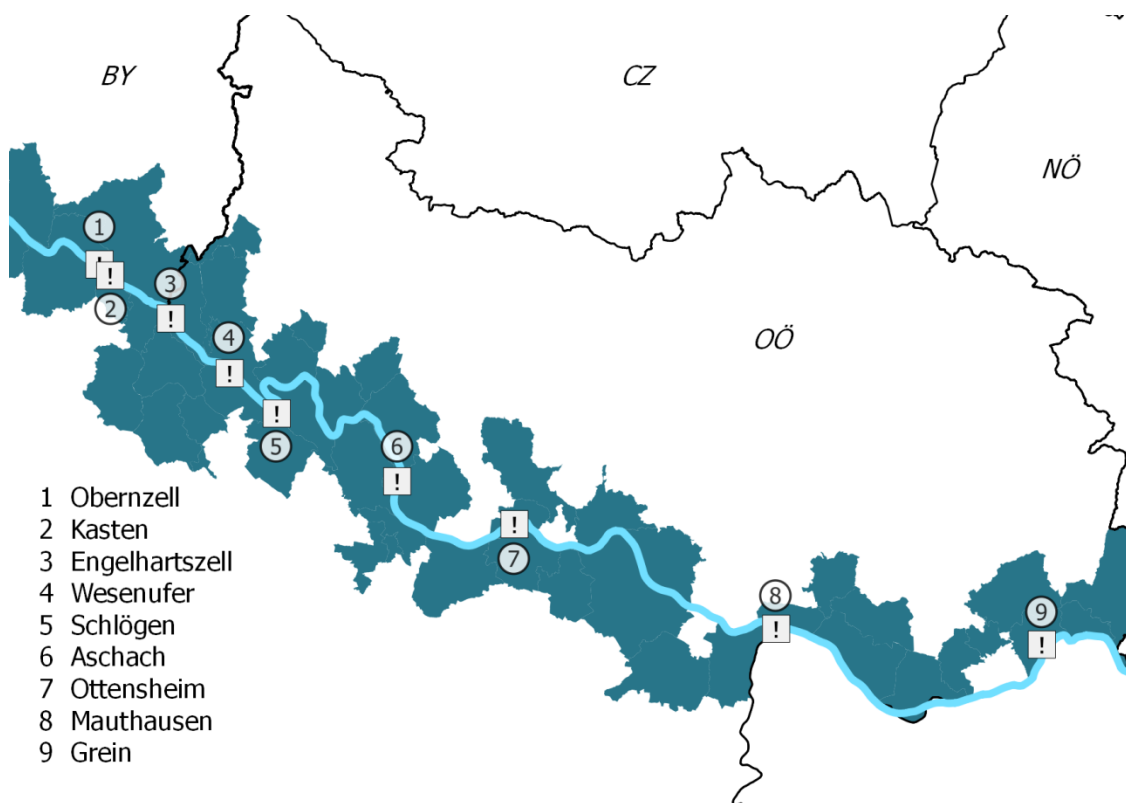 BY
CZ
NÖ
OÖ
1
!
!
2
3
!
4
!
!
5
6
!
!
7
8
!
9
!
1 Obernzell
2 Kasten
3 Engelhartszell
4 Wesenufer
5 Schlögen
6 Aschach
7 Ottensheim
8 Mauthausen
9 Grein